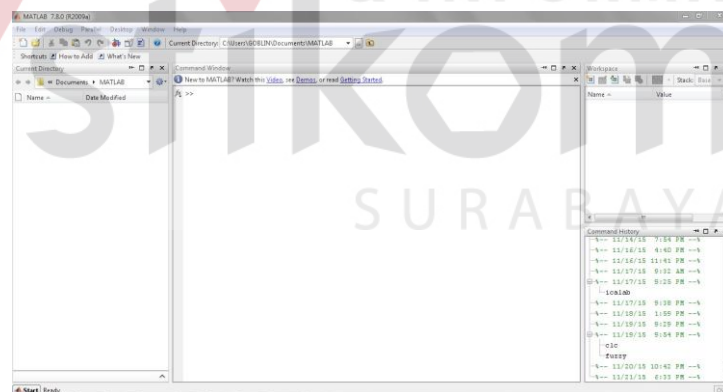 MATLAB 7.8.0 (R2009a)
File Edit Debug Parallel Desktop Window Help
Current Directory: C:\Users\GOBLIN\Documents\MATLAB
Shortcuts How to Add What's New
Current Directory
Documents MATLAB
Name Date Modified
Command Window
New to MATLAB? Watch this Video, see Demos, or read Getting Started.
fx >>
Workspace
Stack: Base
Name Value
Command History
%-- 11/14/15 7:54 PM --%
%-- 11/16/15 4:40 PM --%
%-- 11/16/15 11:41 PM --%
%-- 11/17/15 9:32 AM --%
%-- 11/17/15 8:25 PM --%
icalab
%-- 11/17/15 9:38 PM --%
%-- 11/18/15 1:59 PM --%
%-- 11/18/15 9:29 PM --%
%-- 11/19/15 9:54 PM --%
clc
fuzzy
%-- 11/20/15 10:42 PM --%
%-- 11/21/15 6:33 PM --%
Start Ready
stikom
SURABAYA